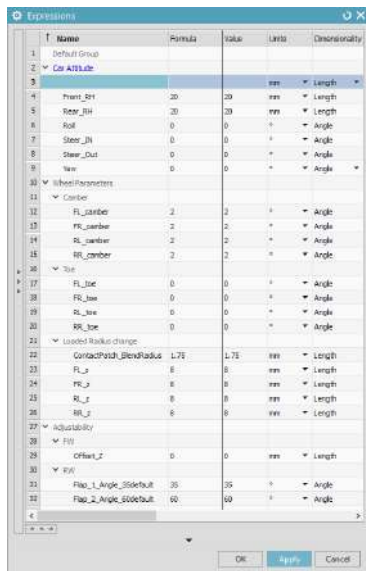 Expressions
↑ Name Formula Value Units Dimensionality
1 Default Group
2 Car Attitude
3 mm Length
4 Front_RH 20 20 mm Length
5 Rear_RH 20 20 mm Length
6 Roll 0 0 ° Angle
7 Steer_IN 0 0 ° Angle
8 Steer_Out 0 0 ° Angle
9 Yaw 0 0 ° Angle
10 Wheel Parameters
11 Camber
12 FL_camber 2 2 ° Angle
13 FR_camber 2 2 ° Angle
14 RL_camber 2 2 ° Angle
15 RR_camber 2 2 ° Angle
16 Toe
17 FL_toe 0 0 ° Angle
18 FR_toe 0 0 ° Angle
19 RL_toe 0 0 ° Angle
20 RR_toe 0 0 ° Angle
21 Loaded Radius change
22 ContactPatch_BlendRadius 1.75 1.75 mm Length
23 FL_z 8 8 mm Length
24 FR_z 8 8 mm Length
25 RL_z 8 8 mm Length
26 RR_z 8 8 mm Length
27 Adjustability
28 FW
29 Offset_Z 0 0 mm Length
30 RW
31 Flap_1_Angle_35default 35 35 ° Angle
32 Flap_2_Angle_60default 60 60 ° Angle
OK Apply Cancel